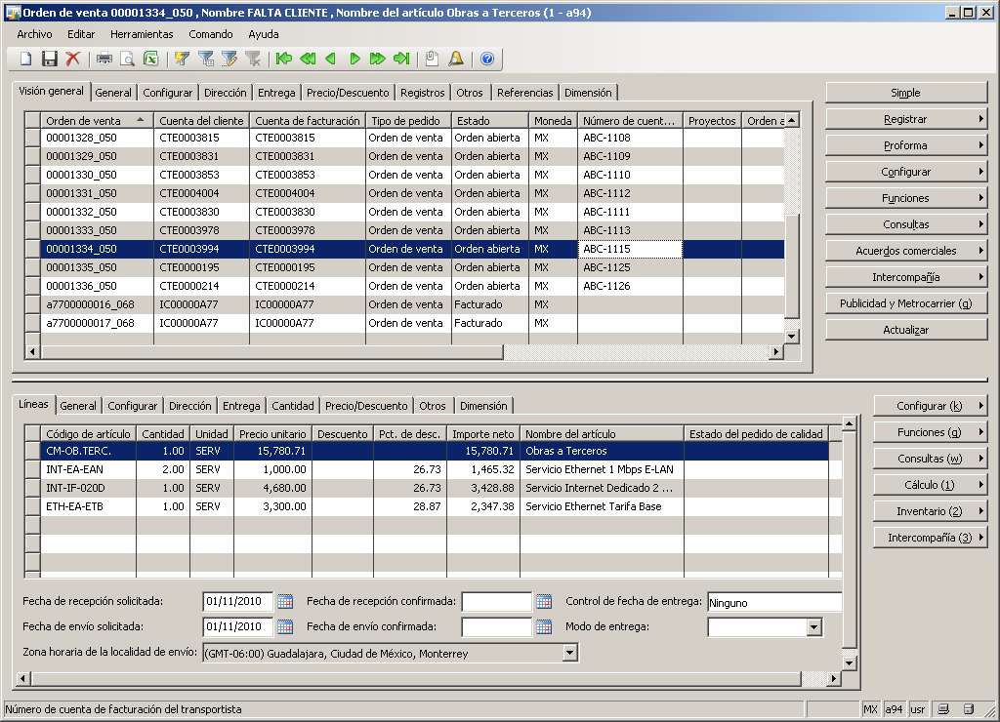 Orden de venta 00001334_050 , Nombre FALTA CLIENTE , Nombre del artículo Obras a Terceros (1 - a94)
Archivo Editar Herramientas Comando Ayuda
Visión general General Configurar Dirección Entrega Precio/Descuento Registros Otros Referencias Dimensión
Orden de venta Cuenta del cliente Cuenta de facturación Tipo de pedido Estado Moneda Número de cuent... Proyectos Orden a
00001328_050 CTE0003815 CTE0003815 Orden de venta Orden abierta MX ABC-1108
00001329_050 CTE0003831 CTE0003831 Orden de venta Orden abierta MX ABC-1109
00001330_050 CTE0003853 CTE0003853 Orden de venta Orden abierta MX ABC-1110
00001331_050 CTE0004004 CTE0004004 Orden de venta Orden abierta MX ABC-1112
00001332_050 CTE0003830 CTE0003830 Orden de venta Orden abierta MX ABC-1111
00001333_050 CTE0003978 CTE0003978 Orden de venta Orden abierta MX ABC-1113
00001334_050 CTE0003994 CTE0003994 Orden de venta Orden abierta MX ABC-1115
00001335_050 CTE0000195 CTE0000195 Orden de venta Orden abierta MX ABC-1125
00001336_050 CTE0000214 CTE0000214 Orden de venta Orden abierta MX ABC-1126
a7700000016_068 IC00000A77 IC00000A77 Orden de venta Facturado MX
a7700000017_068 IC00000A77 IC00000A77 Orden de venta Facturado MX
Simple
Registrar
Proforma
Configurar
Funciones
Consultas
Acuerdos comerciales
Intercompañía
Publicidad y Metrocarrier (g)
Actualizar
Líneas General Configurar Dirección Entrega Cantidad Precio/Descuento Otros Dimensión
Código de artículo Cantidad Unidad Precio unitario Descuento Pct. de desc. Importe neto Nombre del artículo Estado del pedido de calidad
CM-OB.TERC. 1.00 SERV 15,780.71 15,780.71 Obras a Terceros
INT-EA-EAN 2.00 SERV 1,000.00 26.73 1,465.32 Servicio Ethernet 1 Mbps E-LAN
INT-IF-020D 1.00 SERV 4,680.00 26.73 3,428.88 Servicio Internet Dedicado 2 ...
ETH-EA-ETB 1.00 SERV 3,300.00 28.87 2,347.38 Servicio Ethernet Tarifa Base
Configurar (k)
Funciones (g)
Consultas (w)
Cálculo (1)
Inventario (2)
Intercompañía (3)
Fecha de recepción solicitada: 01/11/2010 Fecha de recepción confirmada: Control de fecha de entrega: Ninguno
Fecha de envío solicitada: 01/11/2010 Fecha de envío confirmada: Modo de entrega:
Zona horaria de la localidad de envío: (GMT-06:00) Guadalajara, Ciudad de México, Monterrey
Número de cuenta de facturación del transportista MX a94 usr